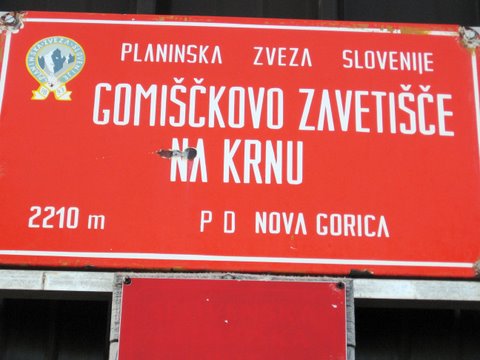 PLANINSKA ZVEZA SLOVENIJE
GOMIŠČKOVO ZAVETIŠČE
NA KRNU
2210 m P D NOVA GORICA